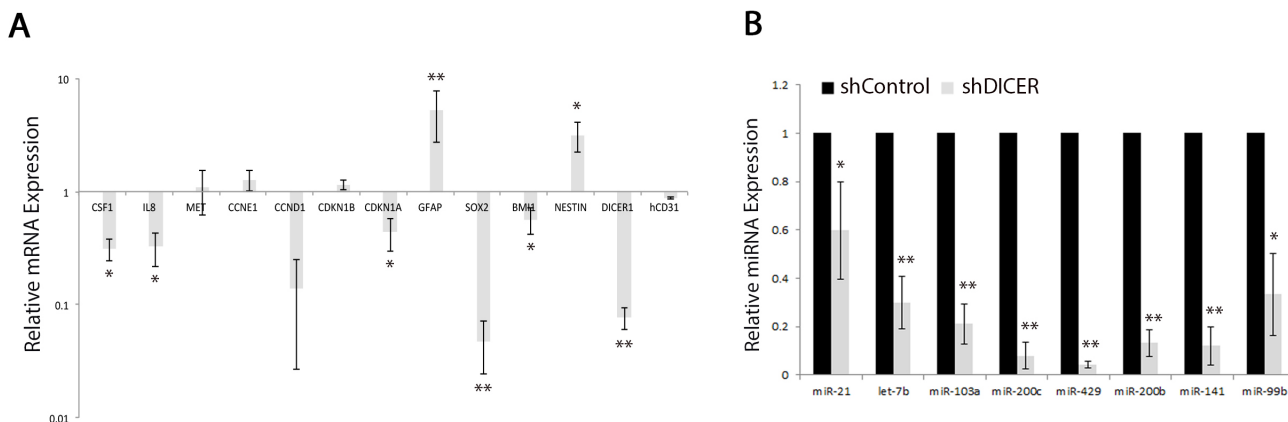 A
Relative mRNA Expression
10
1
0.1
0.01
CSF1 IL8 MET CCNE1 CCND1 CDKN1B CDKN1A GFAP SOX2 BMI1 NESTIN DICER1 hCD31
* * * ** ** * * **
B
shControl shDICER
Relative miRNA Expression
1.2
1
0.8
0.6
0.4
0.2
0
* ** ** ** ** ** ** *
miR-21 let-7b miR-103a miR-200c miR-429 miR-200b miR-141 miR-99b